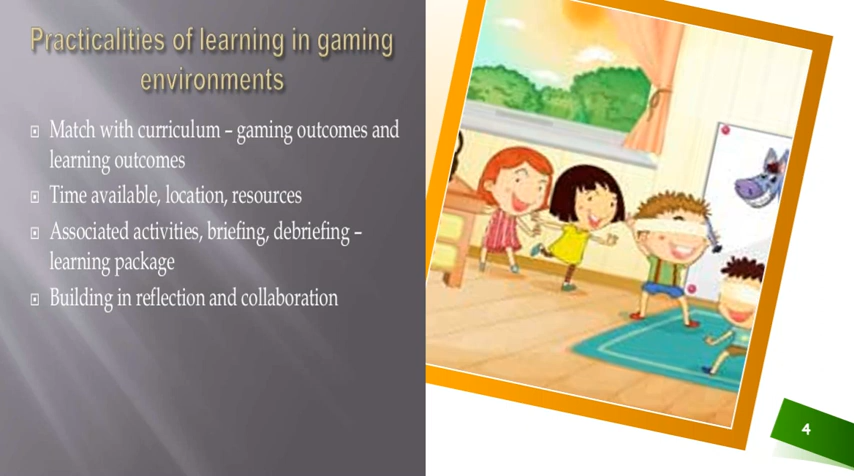 Practicalities of learning in gaming
environments
Match with curriculum – gaming outcomes and
learning outcomes
Time available, location, resources
Associated activities, briefing, debriefing –
learning package
Building in reflection and collaboration
4